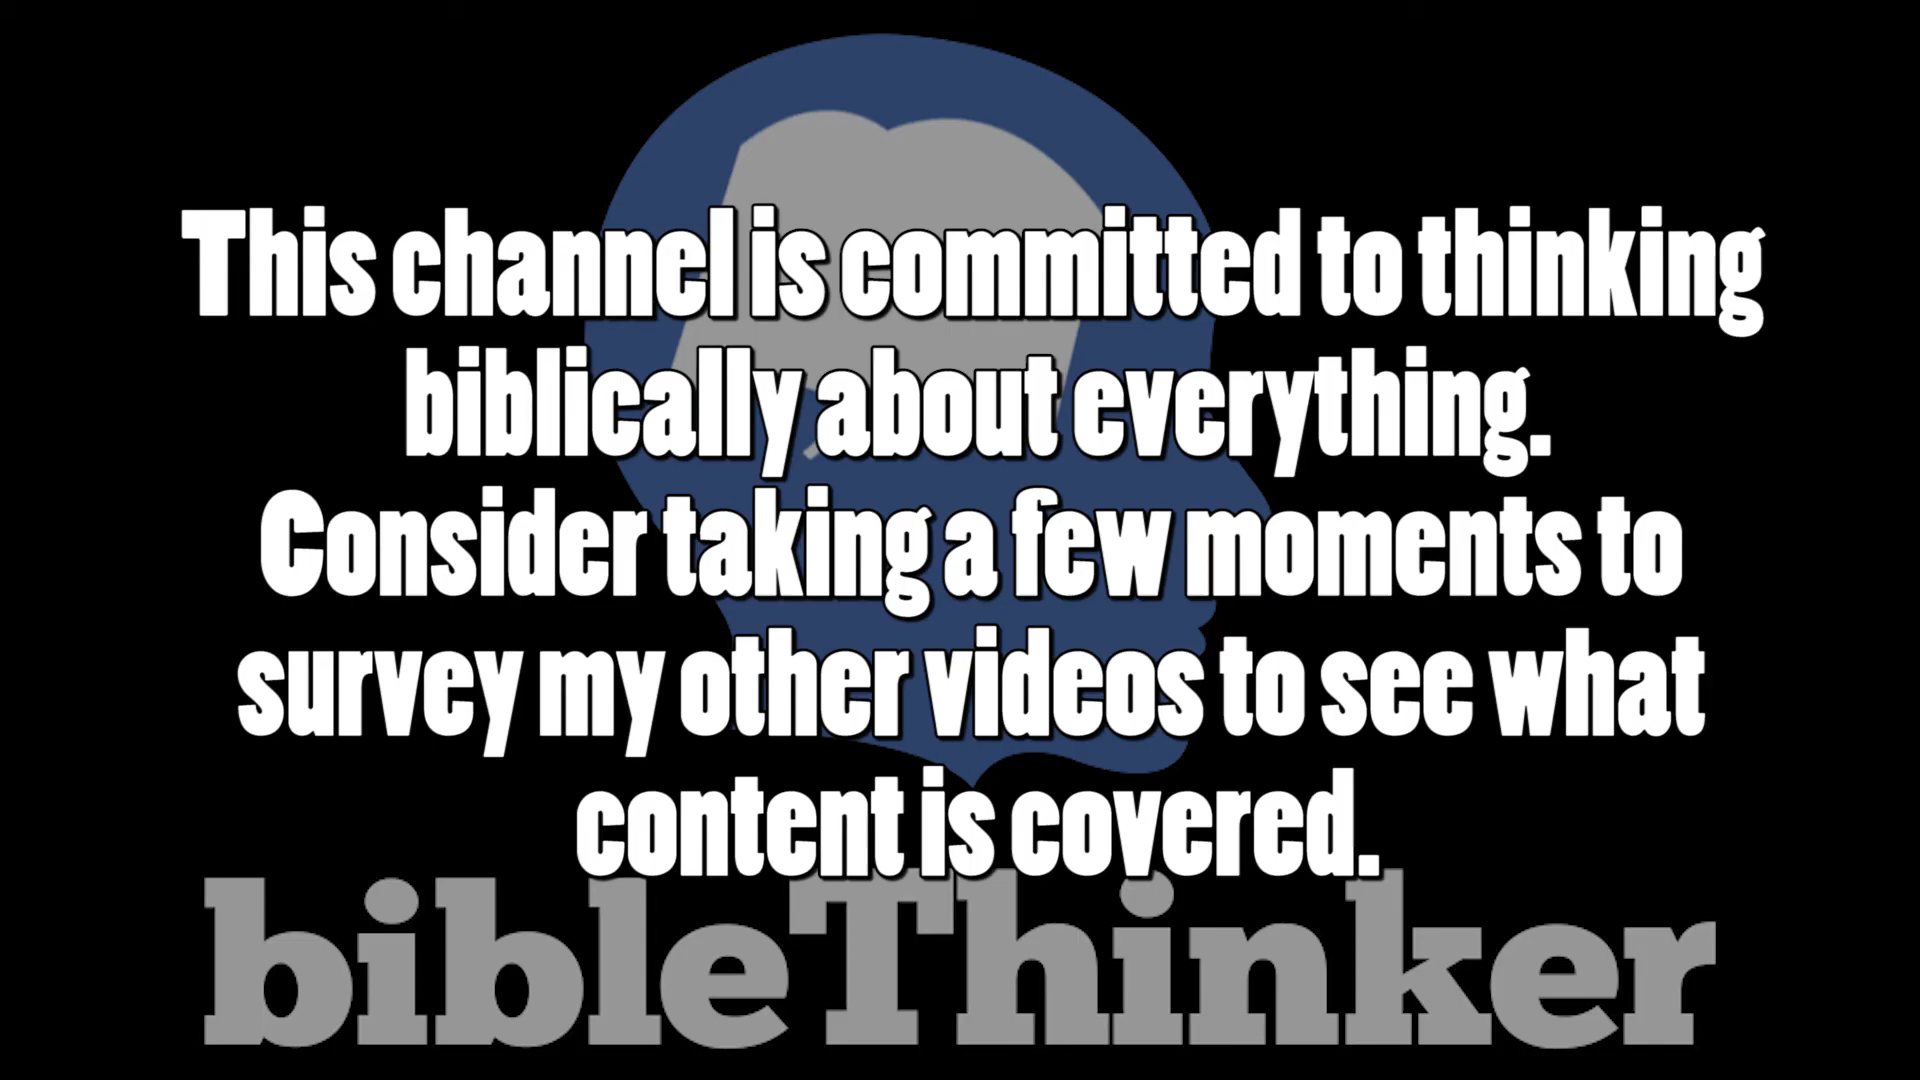 This channel is committed to thinking
biblically about everything.
Consider taking a few moments to
survey my other videos to see what
content is covered.
bibleThinker